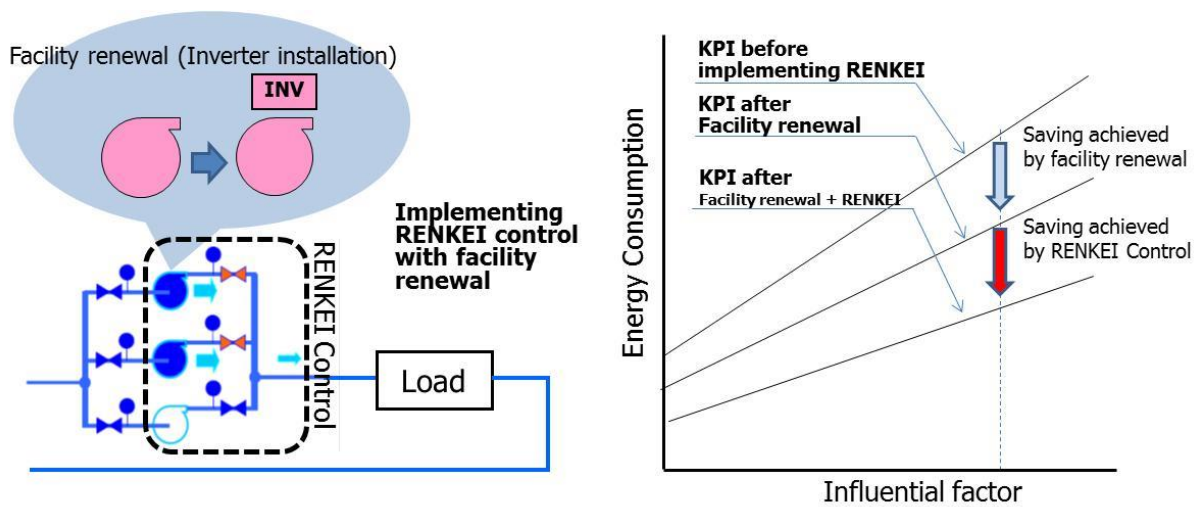 Facility renewal (Inverter installation)
INV
Implementing
RENKEI control
with facility
renewal
RENKEI Control
Load
KPI before
implementing RENKEI
KPI after
Facility renewal
KPI after
Facility renewal + RENKEI
Saving achieved
by facility renewal
Saving achieved
by RENKEI Control
Energy Consumption
Influential factor